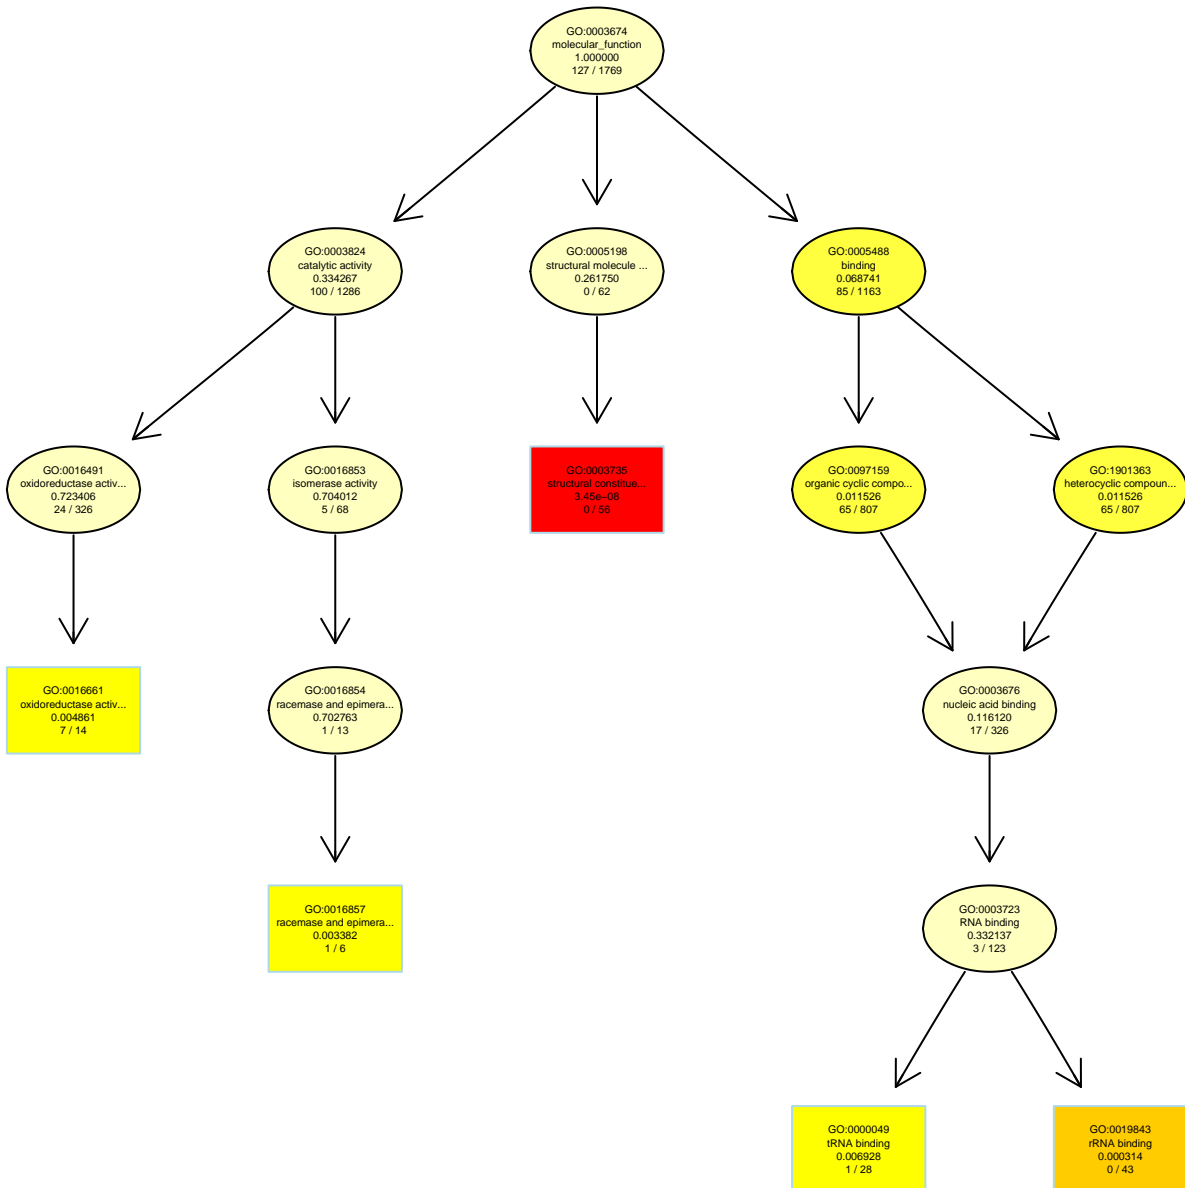 GO:0003674
molecular_function
1.000000
127 / 1769
GO:0003824
catalytic activity
0.334267
100 / 1286
GO:0005198
structural molecule ...
0.261750
0 / 62
GO:0005488
binding
0.068741
85 / 1163
GO:0016491
oxidoreductase activ...
0.723406
24 / 326
GO:0016853
isomerase activity
0.704012
5 / 68
GO:0003735
structural constitue...
3.45e-08
0 / 56
GO:0097159
organic cyclic compo...
0.011526
65 / 807
GO:1901363
heterocyclic compoun...
0.011526
65 / 807
GO:0016661
oxidoreductase activ...
0.004861
7 / 14
GO:0016854
racemase and epimera...
0.702763
1 / 13
GO:0003676
nucleic acid binding
0.116120
17 / 326
GO:0016857
racemase and epimera...
0.003382
1 / 6
GO:0003723
RNA binding
0.332137
3 / 123
GO:0000049
tRNA binding
0.006928
1 / 28
GO:0019843
rRNA binding
0.000314
0 / 43